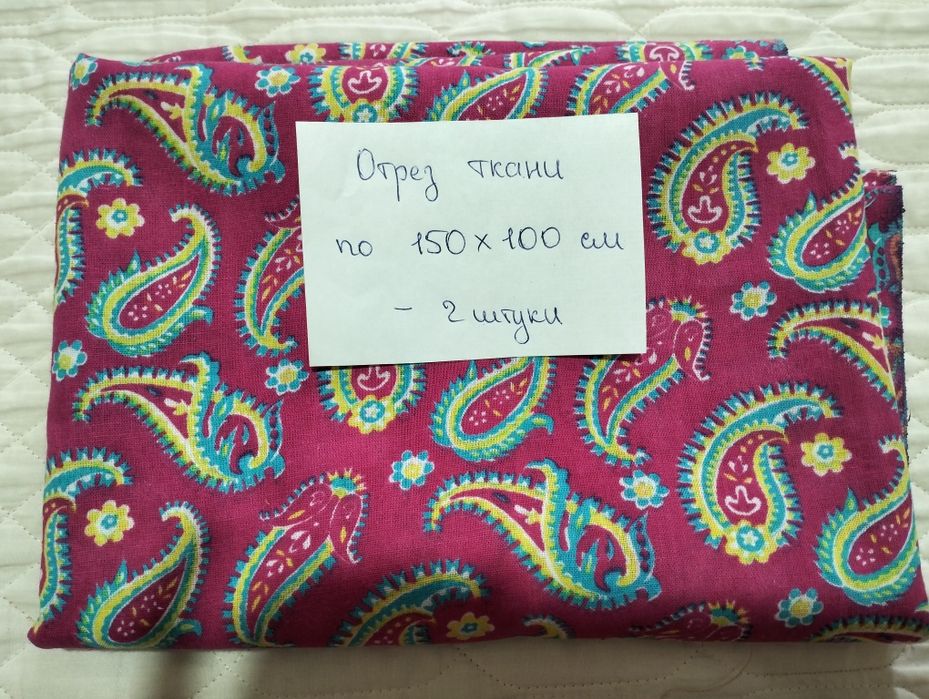 Отрез ткани
по 150×100 см
- 2 штуки